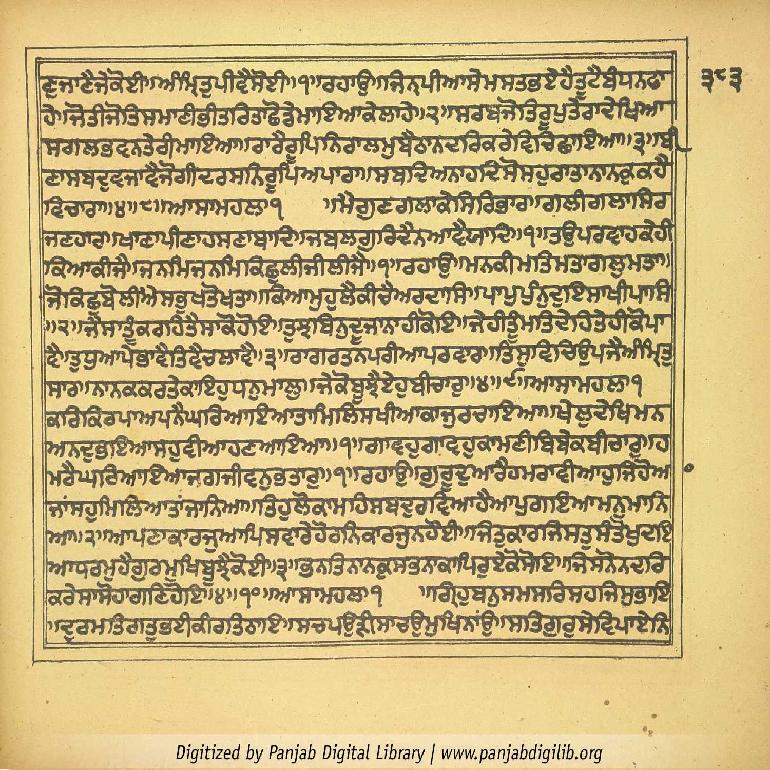 ੩੮੩
ਣੁਜਾਣੈਜੇਕੋਈ॥ਅੰਮ੍ਰਿਤੁਪੀਵੈਸੋਈ॥੧॥ਰਹਾਉ॥ਜਿਨੑਪੀਆਸੇਮਸਤਭਏਹੈਤੂਟੈਬੰਧਨਫਾ
ਹੇ॥ਜੋਤੀਜੋਤਿਸਮਾਣੀਭੀਤਰਿਤਾਛੋਡੇਮਾਇਆਕੇਲਾਹੇ॥੨॥ਸਰਬਜੋਤਿਰੂਪੁਤੇਰਾਦੇਖਿਆ
ਸਗਲਭਵਨਤੇਰੀਮਾਇਆ॥ਰਾਰੈਰੂਪਿਨਿਰਾਲਮੁਬੈਠਾਨਦਰਿਕਰੇਵਿਚਿਛਾਇਆ॥੩॥ਬੀ
ਣਾਸਬਦੁਵਜਾਵੈਜੋਗੀਦਰਸਨਿਰੂਪਿਅਪਾਰਾ॥ਸਬਦਿਅਨਾਹਦਿਸੋਸਹੁਰਾਤਾਨਾਨਕੁਕਹੈ
ਵਿਚਾਰਾ॥੪॥੮॥ਆਸਾਮਹਲਾ੧ ॥ਮੈਗੁਣਗਲਾਕੇਸਿਰਿਭਾਰ॥ਗਲੀਗਲਾਸਿਰ
ਜਣਹਾਰ॥ਖਾਣਾਪੀਣਾਹਸਣਾਬਾਦਿ॥ਜਬਲਗੁਰਿਦੈਨਆਵੈਯਾਦਿ॥੧॥ਤਉਪਰਵਾਹਕੇਹੀ
ਕਿਆਕੀਜੈ॥ਜਨਮਿਜਨਮਿਕਿਛੁਲੀਜੀਲੀਜੈ॥੧॥ਰਹਾਉ॥ਮਨਕੀਮਤਿਮਤਾਗਲੁਮਤਾ॥
ਜੋਕਿਛੁਬੋਲੀਐਸਭੁਖਤੋਖਤਾ॥ਕਿਆਮੁਹੁਲੈਕੀਚੈਅਰਦਾਸਿ॥ਪਾਪੁਪੁੰਨੁਦੁਇਸਾਖੀਪਾਸਿ
॥੨॥ਜੈਸਾਤੂੰਕਰਹਿਤੈਸਾਕੋਹੋਇ॥ਤੁਝਬਿਨੁਦੂਜਾਨਾਹੀਕੋਇ॥ਜੇਹੀਤੂੰਮਤਿਦੇਹਿਤੇਹੀਕੋਪਾ
ਵੈ॥ਤੁਧੁਆਪੇਭਾਵੈਤਿਵੈਚਲਾਵੈ॥੩॥ਰਾਗਰਤਨਪਰੀਆਪਰਵਾਰ॥ਤਿਸੁਵਿਚਿਉਪਜੈਅੰਮ੍ਰਿਤੁ
ਸਾਰ॥ਨਾਨਕਕਰਤੇਕਾਇਹੁਧਨੁਮਾਲੁ॥ਜੇਕੋਬੂਝੈਏਹੁਬੀਚਾਰੁ॥੪॥੯॥ਆਸਾਮਹਲਾ੧
ਕਰਿਕਿਰਪਾਅਪਨੈਘਰਿਆਇਆਤਾਮਿਲਿਸਖੀਆਕਾਜੁਰਚਾਇਆ॥ਖੇਲੁਦੇਖਿਮਨ
ਅਨਦੁਭਇਆਸਹੁਵੀਆਹਣਆਇਆ॥੧॥ਗਾਵਹੁਗਾਵਹੁਕਾਮਣੀਬਿਬੇਕਬੀਚਾਰੁ॥ਹ
ਮਰੈਘਰਿਆਇਆਜਗਜੀਵਨੁਭਤਾਰੁ॥੧॥ਰਹਾਉ॥ਗੁਰੂਦੁਆਰੈਹਮਰਾਵੀਆਹੁਜਿਹੋਆ
ਜਾਂਸਹੁਮਿਲਿਆਤਾਂਜਾਨਿਆ॥ਤਿਹੁਲੋਕਾਮਹਿਸਬਦੁਰਵਿਆਹੈਆਪੁਗਇਆਮਨੁਮਾਨਿ
ਆ॥੨॥ਆਪਣਾਕਾਰਜੁਆਪਿਸਵਾਰੇਹੋਰਨਿਕਾਰਜੁਨਹੋਈ॥ਜਿਤੁਕਾਰਜਿਸਤੁਸੰਤੋਖੁਦਇ
ਆਧਰਮੁਹੈਗੁਰਮੁਖਿਬੂਝੈਕੋਈ॥੩॥ਭਨਤਿਨਾਨਕੁਸਭਨਾਕਾਪਿਰੁਏਕੋਸੋਇ॥ਜਿਸਨੋਨਦਰਿ
ਕਰੇਸਾਸੋਹਾਗਣਿਹੋਇ॥੪॥੧੦॥ਆਸਾਮਹਲਾ੧ ॥ਗ੍ਰਿਹੁਬਨੁਸਮਸਰਿਸਹਜਿਸੁਭਾਇ
॥ਦੁਰਮਤਿਗਤੁਭਈਕੀਰਤਿਠਾਇ॥ਸਚਪਉੜੀਸਾਚਉਮੁਖਿਨਾਂਉ॥ਸਤਿਗੁਰੁਸੇਵਿਪਾਏਨਿ
Digitized by Panjab Digital Library | www.panjabdigilib.org